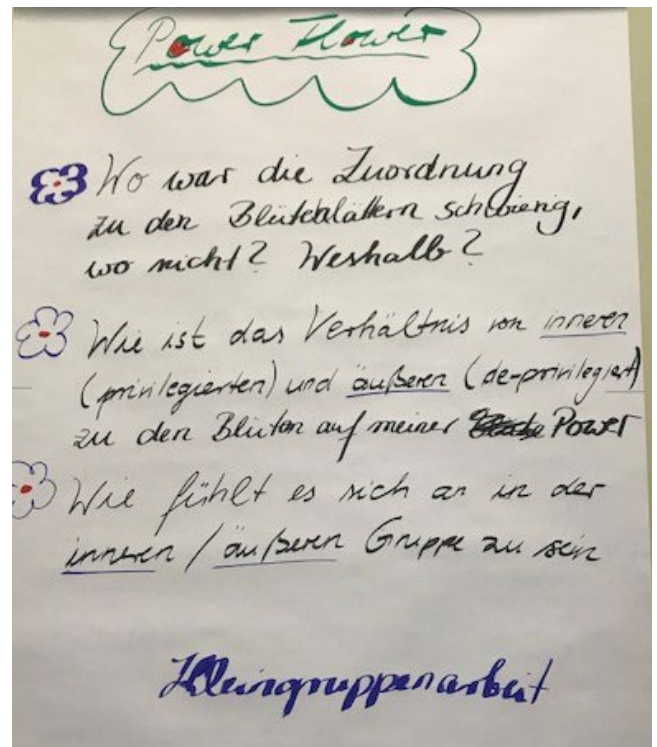 Power Flower
Wo war die Zuordnung
zu den Blütenblättern schwierig,
wo nicht? Weshalb?
Wie ist das Verhältnis von inneren
(privilegierten) und äußeren (de-privilegiert)
zu den Blüten auf meiner Power
Wie fühlt es sich an in der
inneren / äußeren Gruppe zu sein
Kleingruppenarbeit